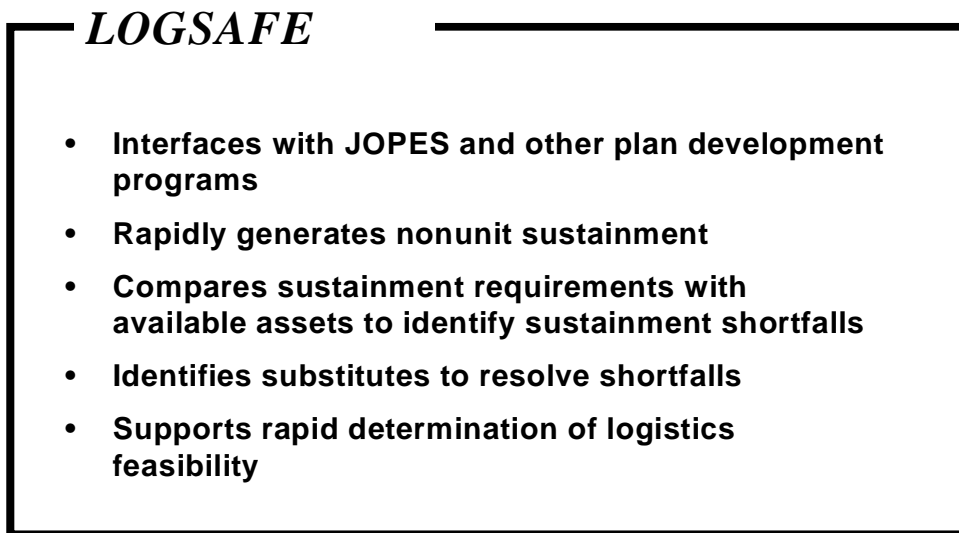 LOGSAFE
• Interfaces with JOPES and other plan development
programs
• Rapidly generates nonunit sustainment
• Compares sustainment requirements with
available assets to identify sustainment shortfalls
• Identifies substitutes to resolve shortfalls
• Supports rapid determination of logistics
feasibility